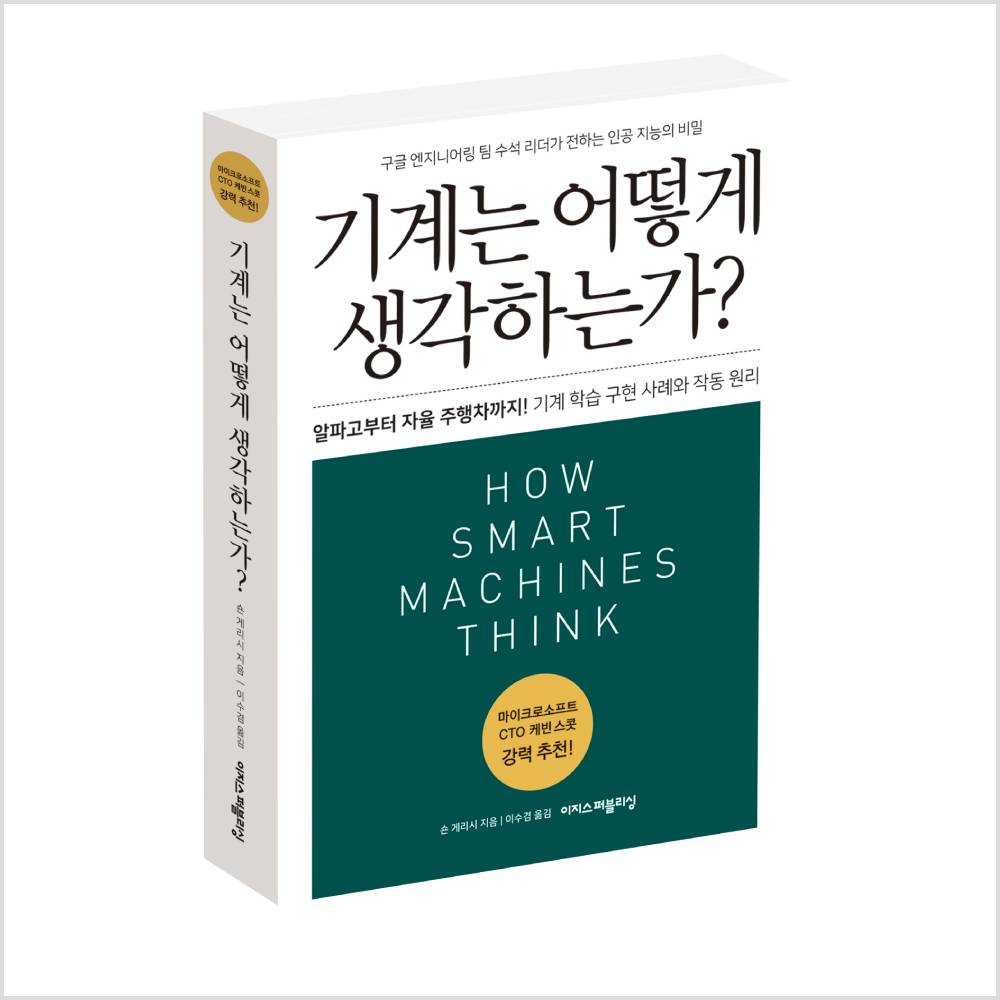 마이크로소프트
CTO 케빈 스콧
강력 추천!
기계는 어떻게 생각하는가?
숀 게리시 지음 | 이수겸 옮김
이지스 퍼블리싱
구글 엔지니어링 팀 수석 리더가 전하는 인공 지능의 비밀
기계는 어떻게
생각하는가?
알파고부터 자율 주행차까지! 기계 학습 구현 사례와 작동 원리
HOW
SMART
MACHINES
THINK
마이크로소프트
CTO 케빈 스콧
강력 추천!
숀 게리시 지음 | 이수겸 옮김 이지스 퍼블리싱